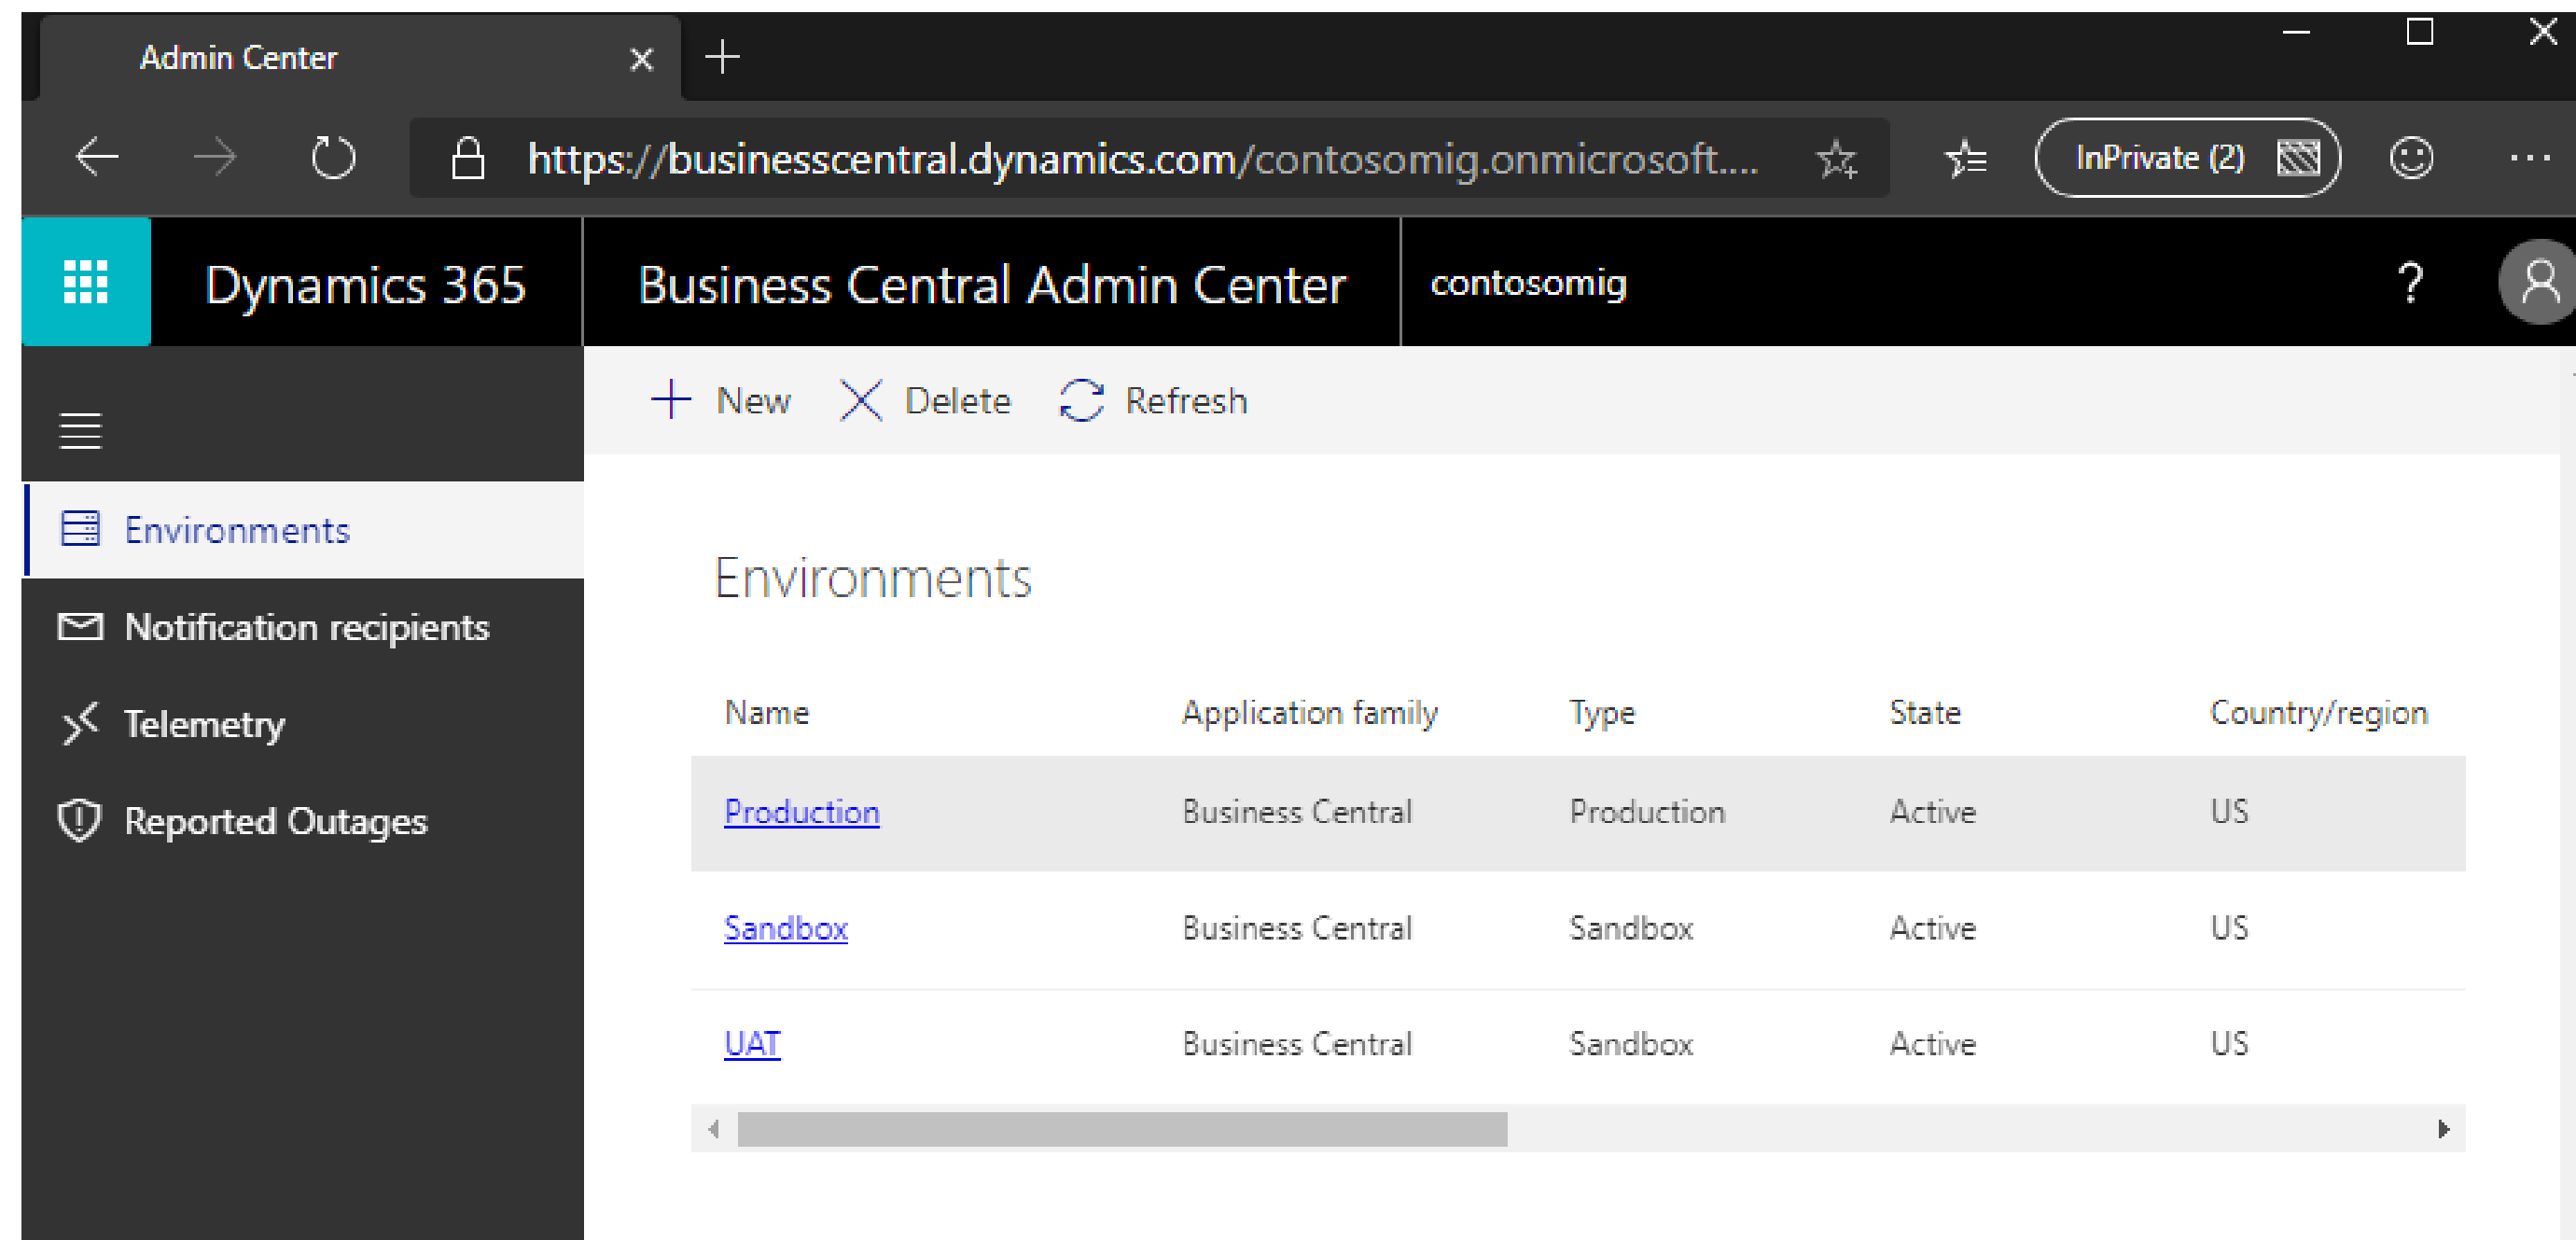 Admin Center
https://businesscentral.dynamics.com/contosomig.onmicrosoft....
InPrivate (2)
Dynamics 365 Business Central Admin Center contosomig ?
New Delete Refresh
Environments
Notification recipients
Telemetry
Reported Outages
Environments
Name Application family Type State Country/region
Production Business Central Production Active US
Sandbox Business Central Sandbox Active US
UAT Business Central Sandbox Active US